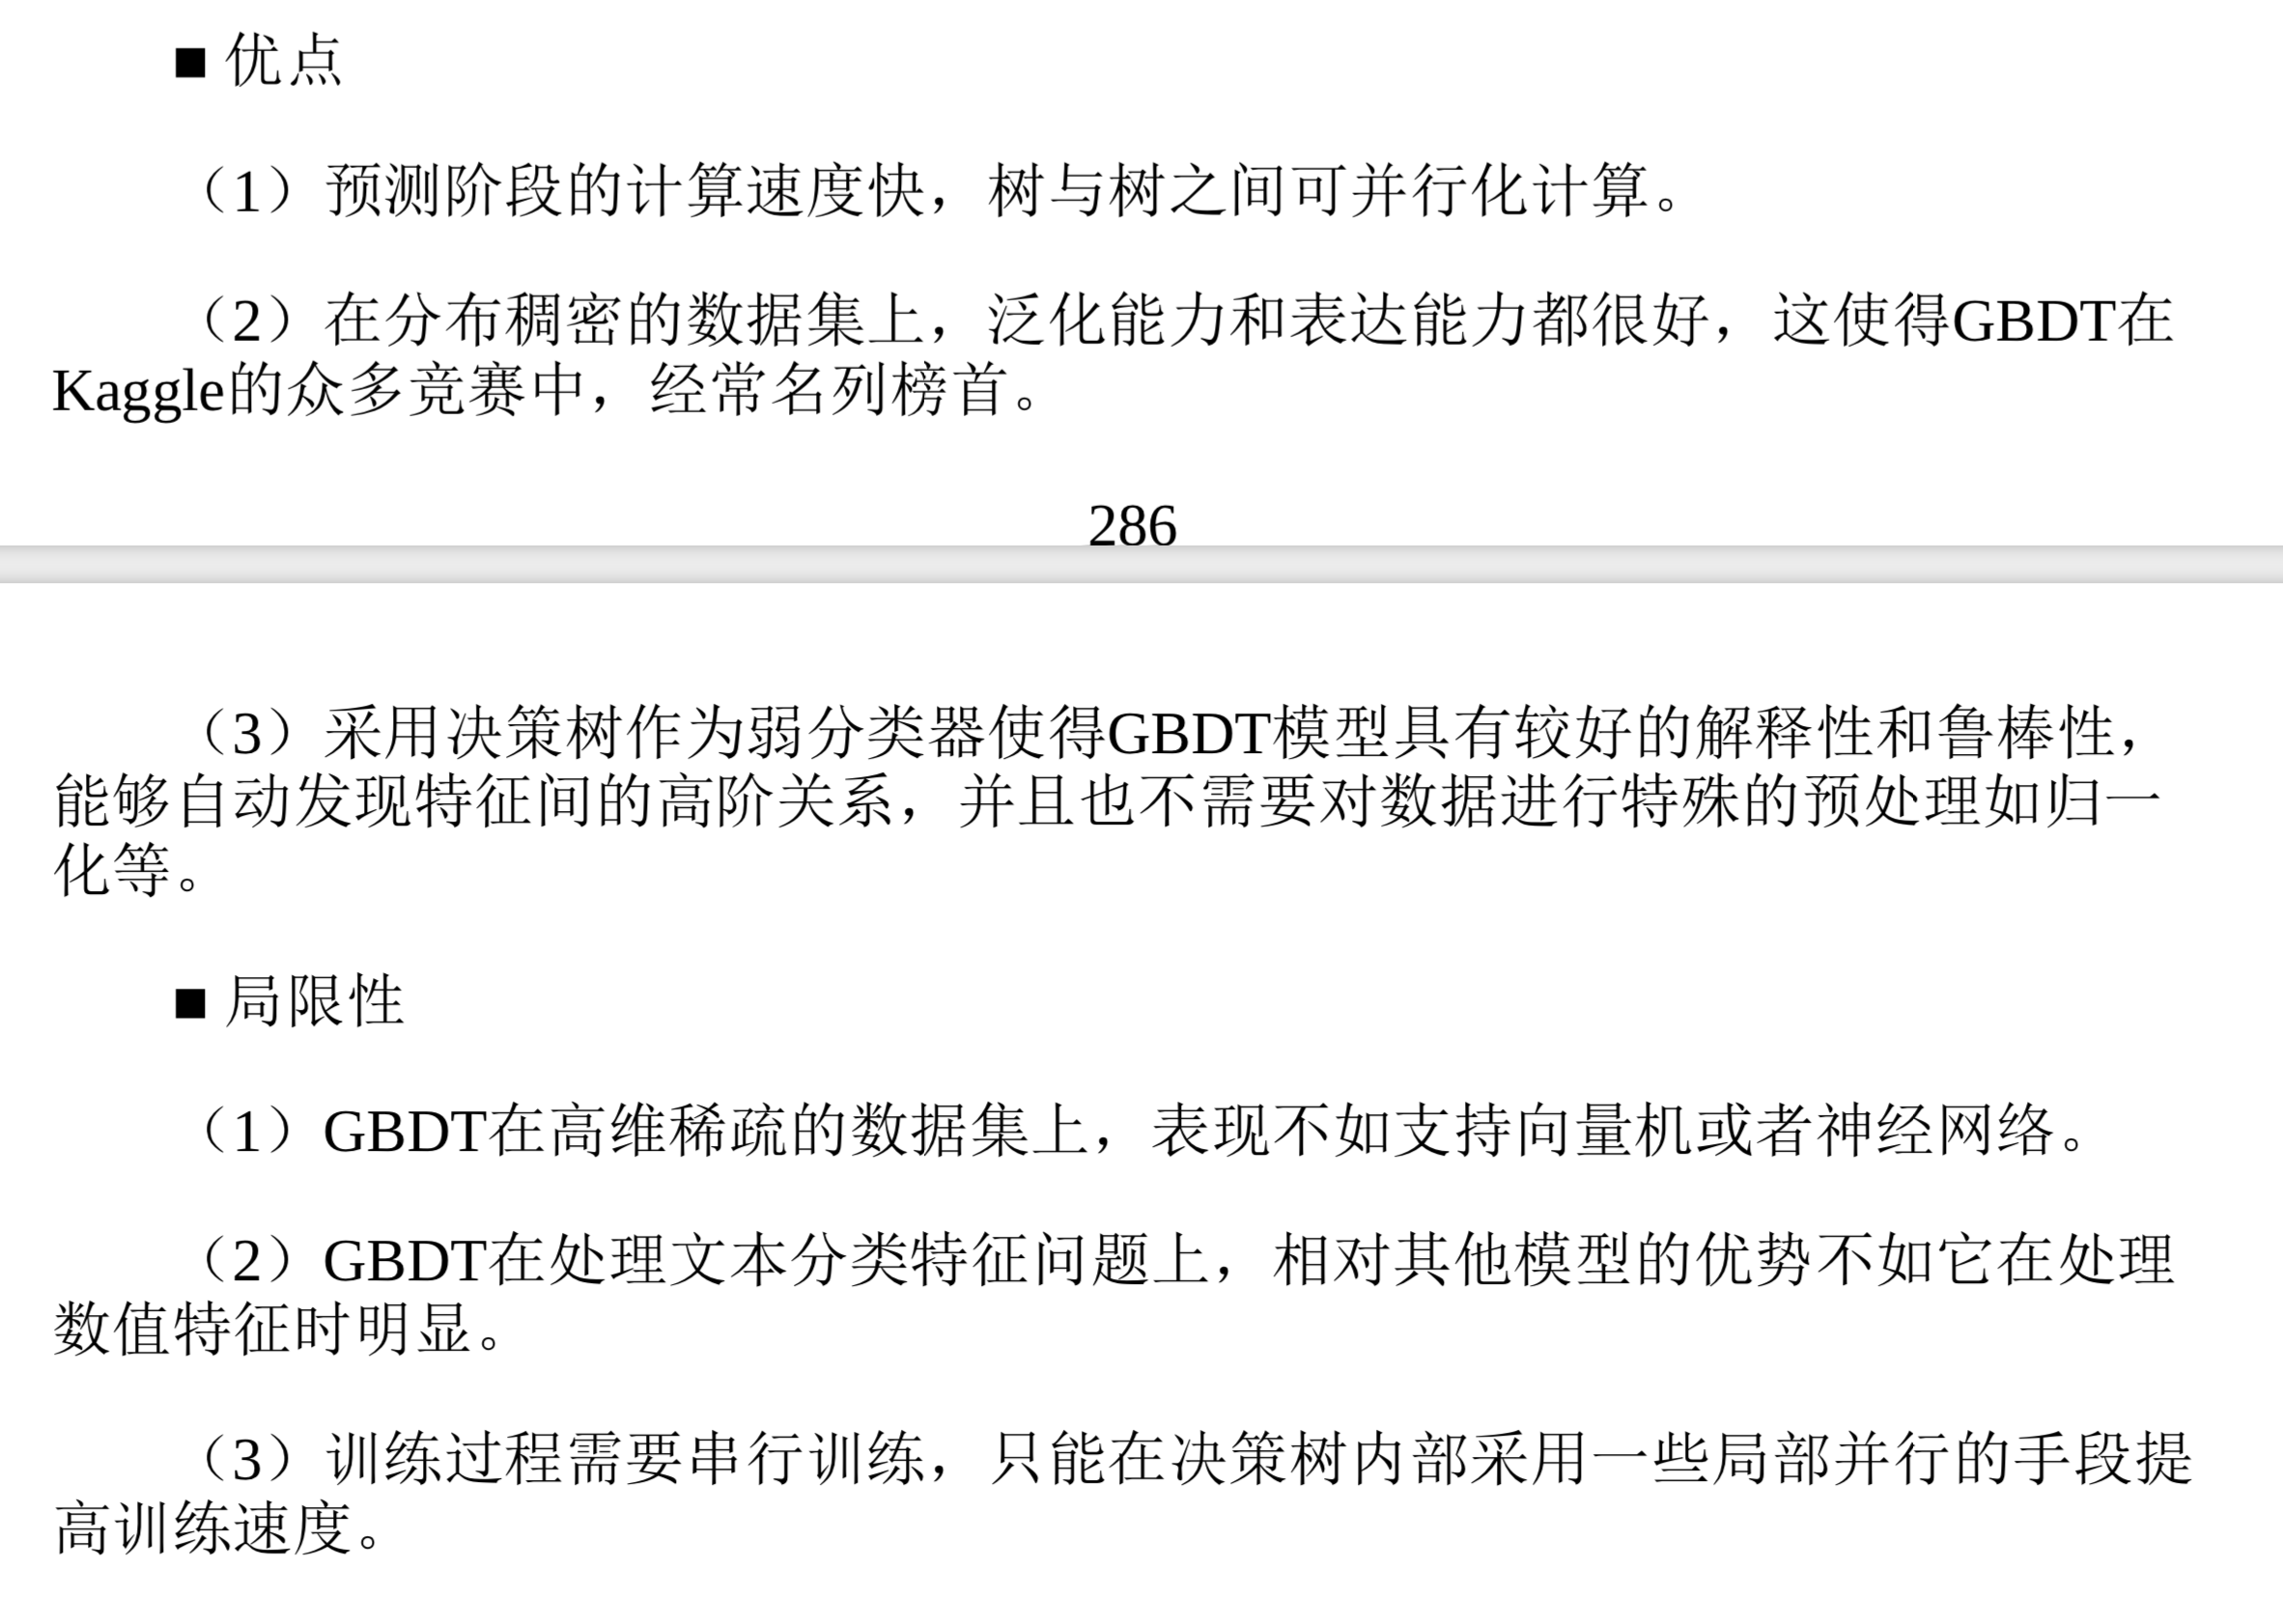 ■ 优点
（1）预测阶段的计算速度快，树与树之间可并行化计算。
（2）在分布稠密的数据集上，泛化能力和表达能力都很好，这使得GBDT在
Kaggle的众多竞赛中，经常名列榜首。
286
（3）采用决策树作为弱分类器使得GBDT模型具有较好的解释性和鲁棒性，
能够自动发现特征间的高阶关系，并且也不需要对数据进行特殊的预处理如归一
化等。
■ 局限性
（1）GBDT在高维稀疏的数据集上，表现不如支持向量机或者神经网络。
（2）GBDT在处理文本分类特征问题上，相对其他模型的优势不如它在处理
数值特征时明显。
（3）训练过程需要串行训练，只能在决策树内部采用一些局部并行的手段提
高训练速度。